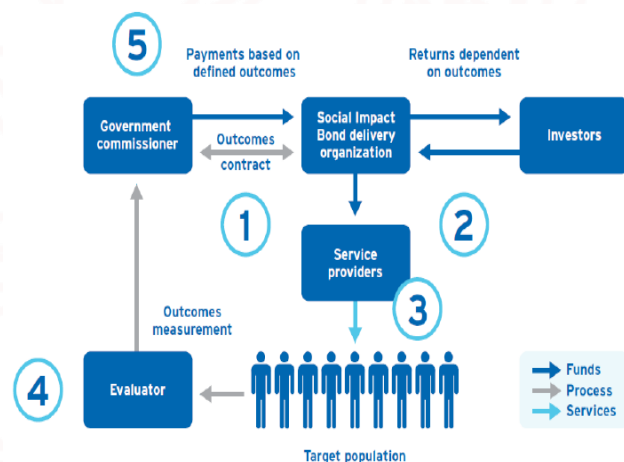 5
Payments based on
defined outcomes
Returns dependent
on outcomes
Government
commissioner
Outcomes
contract
Social Impact
Bond delivery
organization
Investors
1
2
Service
providers
3
Outcomes
measurement
4
Evaluator
Target population
Funds
Process
Services